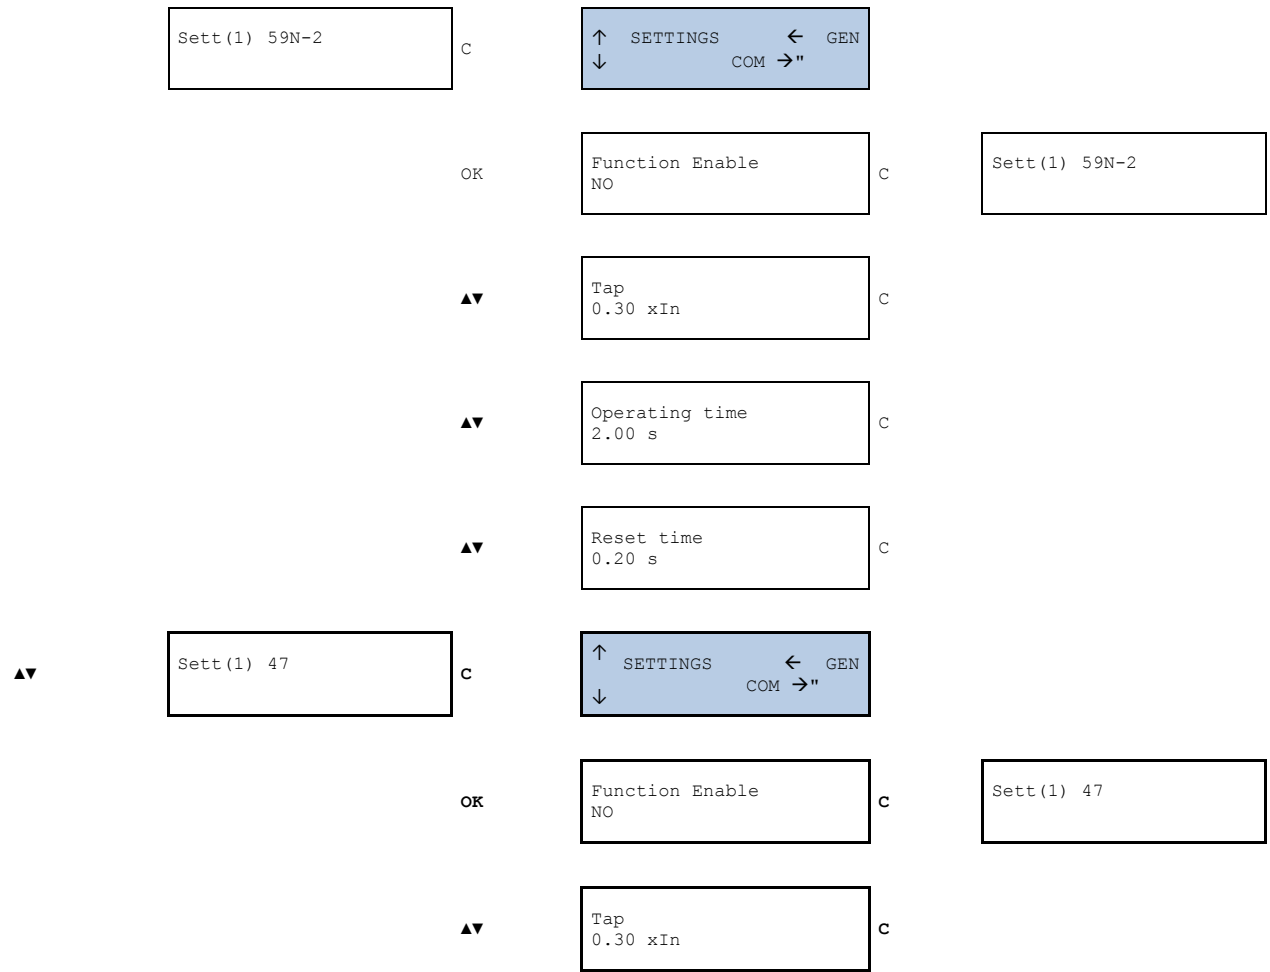 Sett(1) 59N-2
C
↑ SETTINGS ← GEN
↓ COM →"
OK
Function Enable
NO
C
Sett(1) 59N-2
▲▼
Tap
0.30 xIn
C
▲▼
Operating time
2.00 s
C
▲▼
Reset time
0.20 s
C
▲▼
Sett(1) 47
C
↑ SETTINGS ← GEN
↓ COM →"
OK
Function Enable
NO
C
Sett(1) 47
▲▼
Tap
0.30 xIn
C